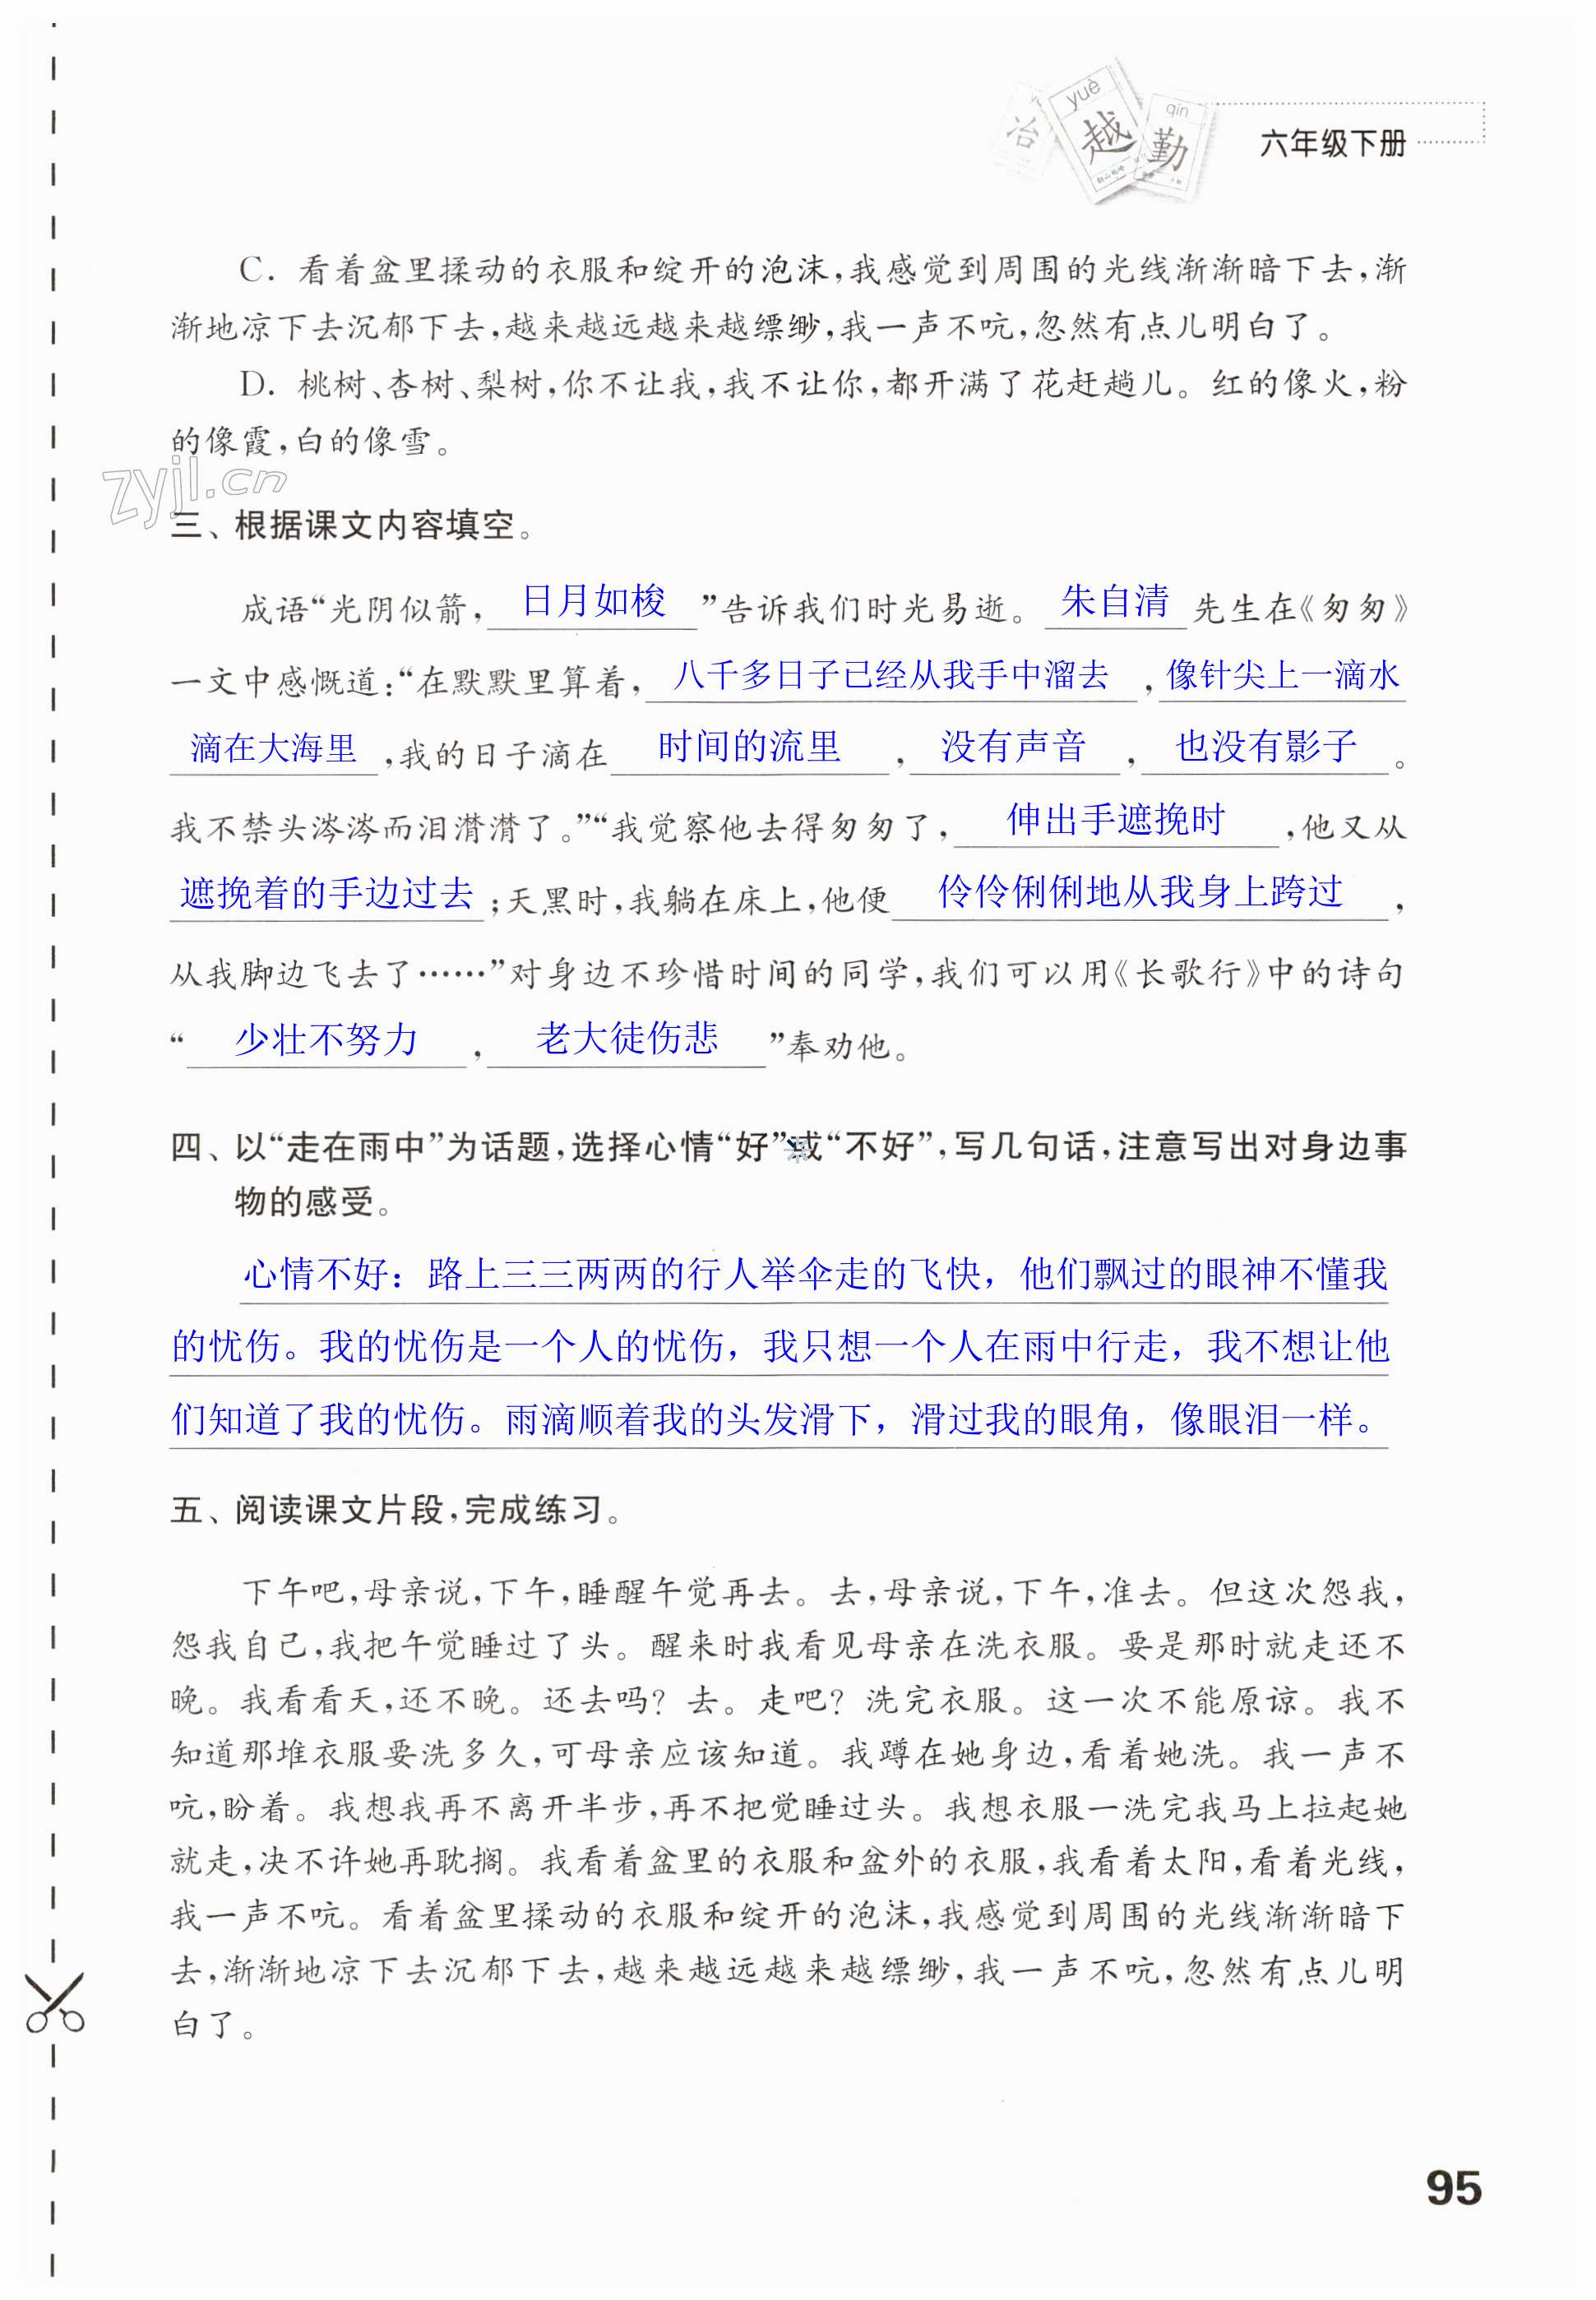 冶 yuè 越 qín 勤
六年级下册
C. 看着盆里揉动的衣服和绽开的泡沫,我感觉到周围的光线渐渐暗下去,渐
渐地凉下去沉郁下去,越来越远越来越缥缈,我一声不吭,忽然有点儿明白了。
D. 桃树、杏树、梨树,你不让我,我不让你,都开满了花赶趟儿。红的像火,粉
的像霞,白的像雪。
zyjl.cn
三、根据课文内容填空。
成语“光阴似箭, 日月如梭 ”告诉我们时光易逝。 朱自清 先生在《匆匆》
一文中感慨道:“在默默里算着, 八千多日子已经从我手中溜去 , 像针尖上一滴水
滴在大海里 ,我的日子滴在 时间的流里 , 没有声音 , 也没有影子 。
我不禁头涔涔而泪潸潸了。”“我觉察他去得匆匆了, 伸出手遮挽时 ,他又从
遮挽着的手边过去 ;天黑时,我躺在床上,他便 伶伶俐俐地从我身上跨过 ,
从我脚边飞去了……”对身边不珍惜时间的同学,我们可以用《长歌行》中的诗句
“ 少壮不努力 , 老大徒伤悲 ”奉劝他。
四、以“走在雨中”为话题,选择心情“好”或“不好”,写几句话,注意写出对身边事
物的感受。
心情不好：路上三三两两的行人举伞走的飞快，他们飘过的眼神不懂我
的忧伤。我的忧伤是一个人的忧伤，我只想一个人在雨中行走，我不想让他
们知道了我的忧伤。雨滴顺着我的头发滑下，滑过我的眼角，像眼泪一样。
五、阅读课文片段,完成练习。
下午吧,母亲说,下午,睡醒午觉再去。去,母亲说,下午,准去。但这次怨我,
怨我自己,我把午觉睡过了头。醒来时我看见母亲在洗衣服。要是那时就走还不
晚。我看看天,还不晚。还去吗?去。走吧?洗完衣服。这一次不能原谅。我不
知道那堆衣服要洗多久,可母亲应该知道。我蹲在她身边,看着她洗。我一声不
吭,盼着。我想我再不离开半步,再不把觉睡过头。我想衣服一洗完我马上拉起她
就走,决不许她再耽搁。我看着盆里的衣服和盆外的衣服,我看着太阳,看着光线,
我一声不吭。看着盆里揉动的衣服和绽开的泡沫,我感觉到周围的光线渐渐暗下
去,渐渐地凉下去沉郁下去,越来越远越来越缥缈,我一声不吭,忽然有点儿明
白了。
95